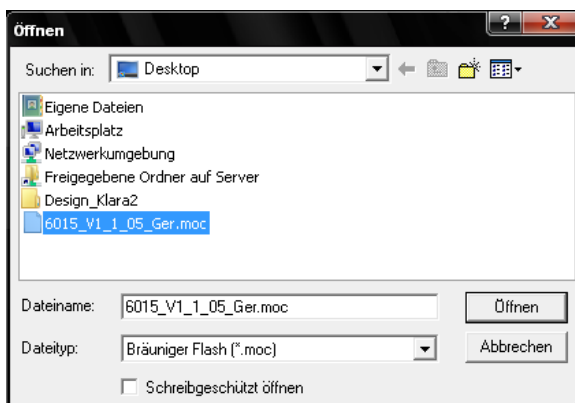 Öffnen
Suchen in: Desktop
Eigene Dateien
Arbeitsplatz
Netzwerkumgebung
Freigegebene Ordner auf Server
Design_Klara2
6015_V1_1_05_Ger.moc
Dateiname: 6015_V1_1_05_Ger.moc Öffnen
Dateityp: Bräuniger Flash (*.moc) Abbrechen
Schreibgeschützt öffnen